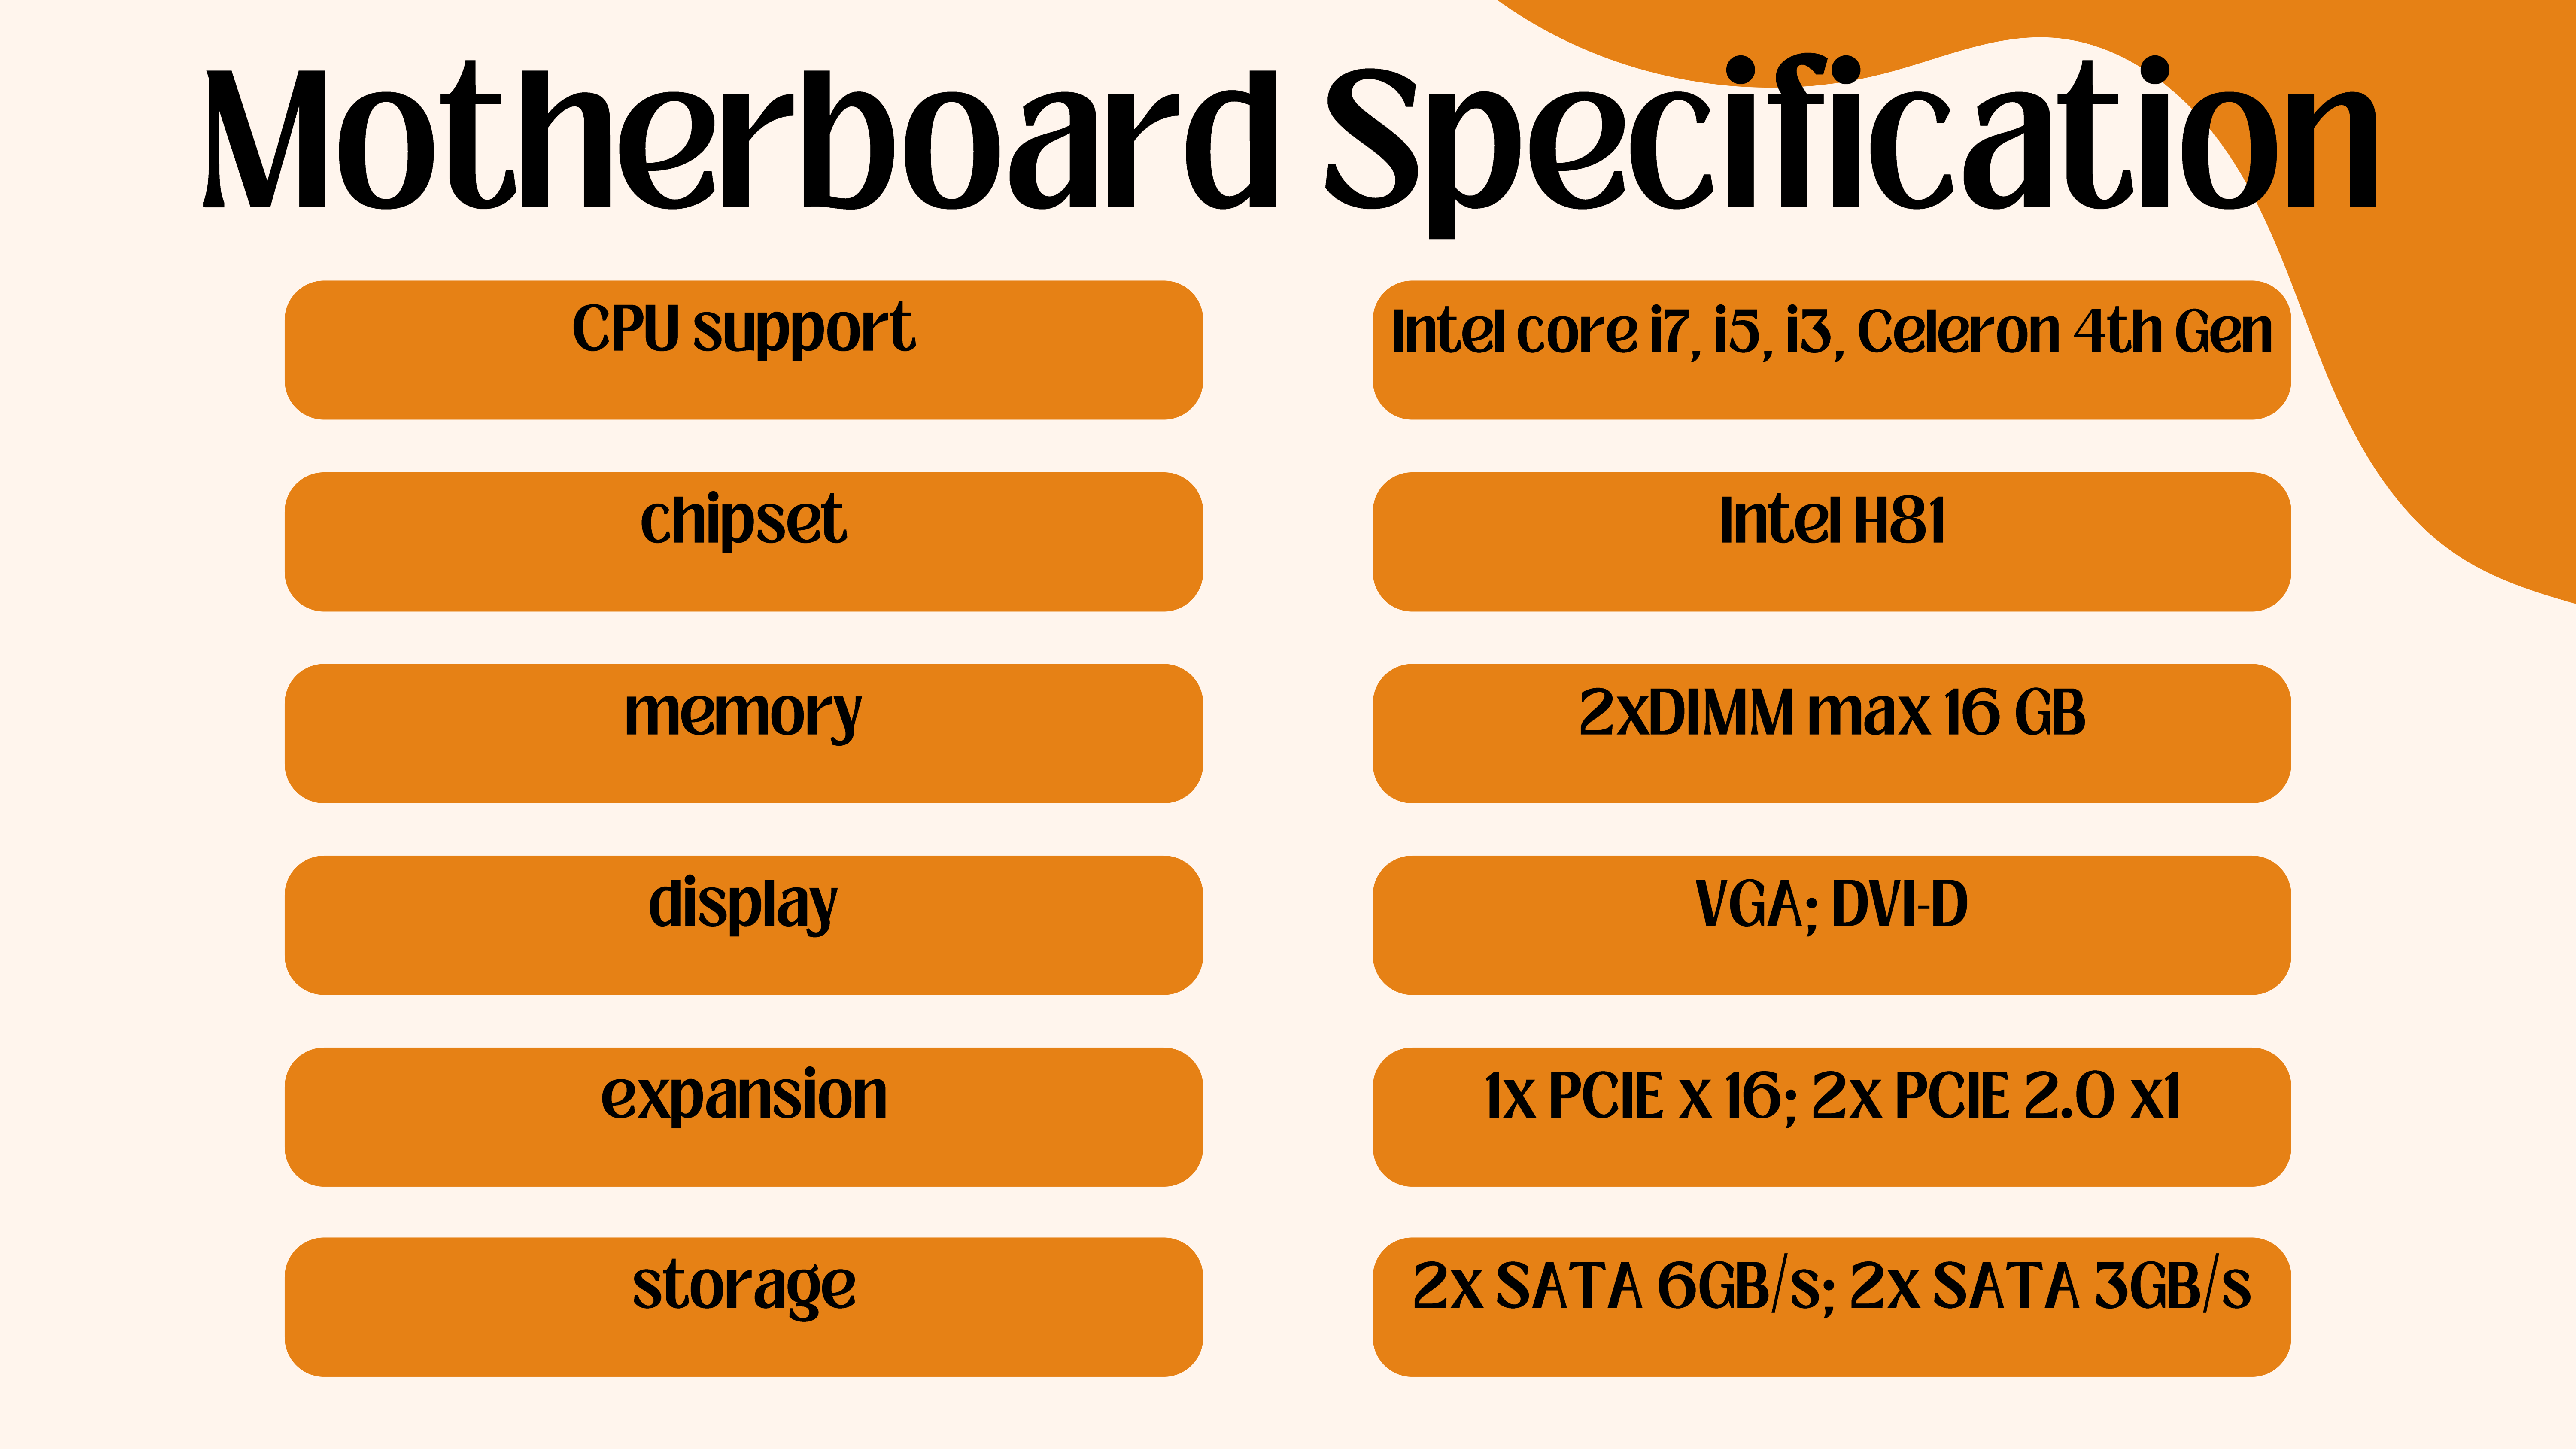 Motherboard Specification
CPU support
Intel core i7, i5, i3, Celeron 4th Gen
chipset
Intel H81
memory
2xDIMM max 16 GB
display
VGA; DVI-D
expansion
1x PCIE x 16; 2x PCIE 2.0 x1
storage
2x SATA 6GB/s; 2x SATA 3GB/s